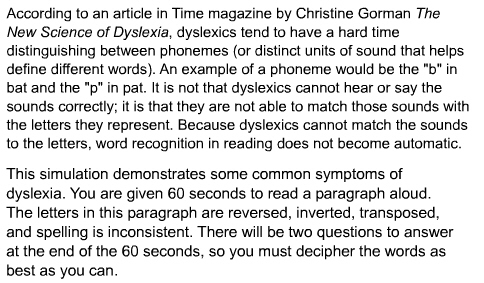 According to an article in Time magazine by Christine Gorman The
New Science of Dyslexia, dyslexics tend to have a hard time
distinguishing between phonemes (or distinct units of sound that helps
define different words). An example of a phoneme would be the "b" in
bat and the "p" in pat. It is not that dyslexics cannot hear or say the
sounds correctly; it is that they are not able to match those sounds with
the letters they represent. Because dyslexics cannot match the sounds
to the letters, word recognition in reading does not become automatic.
This simulation demonstrates some common symptoms of
dyslexia. You are given 60 seconds to read a paragraph aloud.
The letters in this paragraph are reversed, inverted, transposed,
and spelling is inconsistent. There will be two questions to answer
at the end of the 60 seconds, so you must decipher the words as
best as you can.